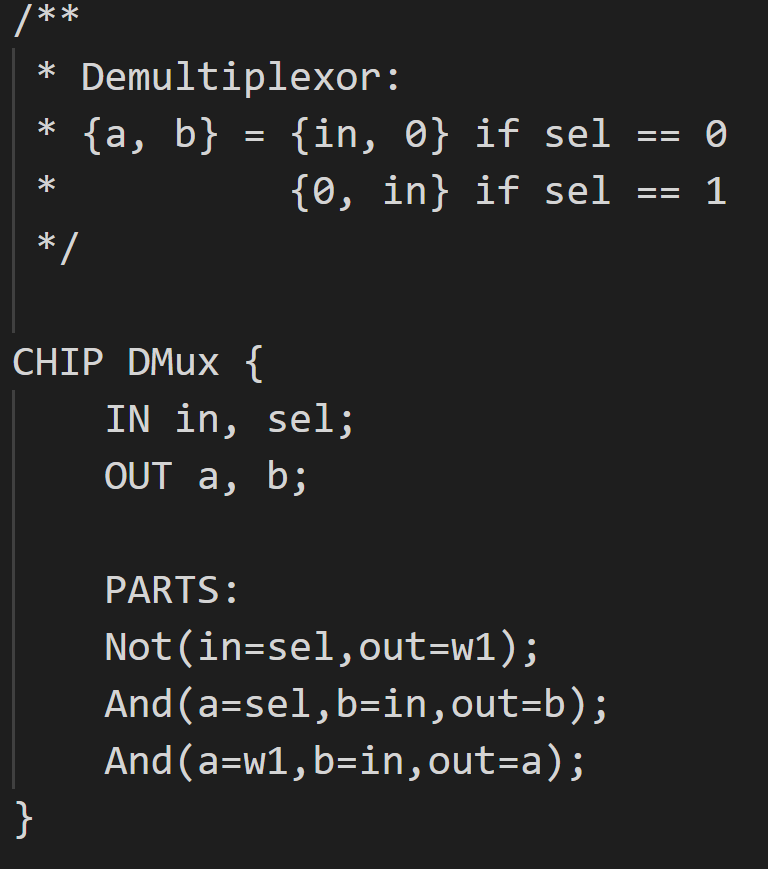 /**
 * Demultiplexor:
 * {a, b} = {in, 0} if sel == 0
 *          {0, in} if sel == 1
 */
CHIP DMux {
    IN in, sel;
    OUT a, b;
    PARTS:
    Not(in=sel,out=w1);
    And(a=sel,b=in,out=b);
    And(a=w1,b=in,out=a);
}